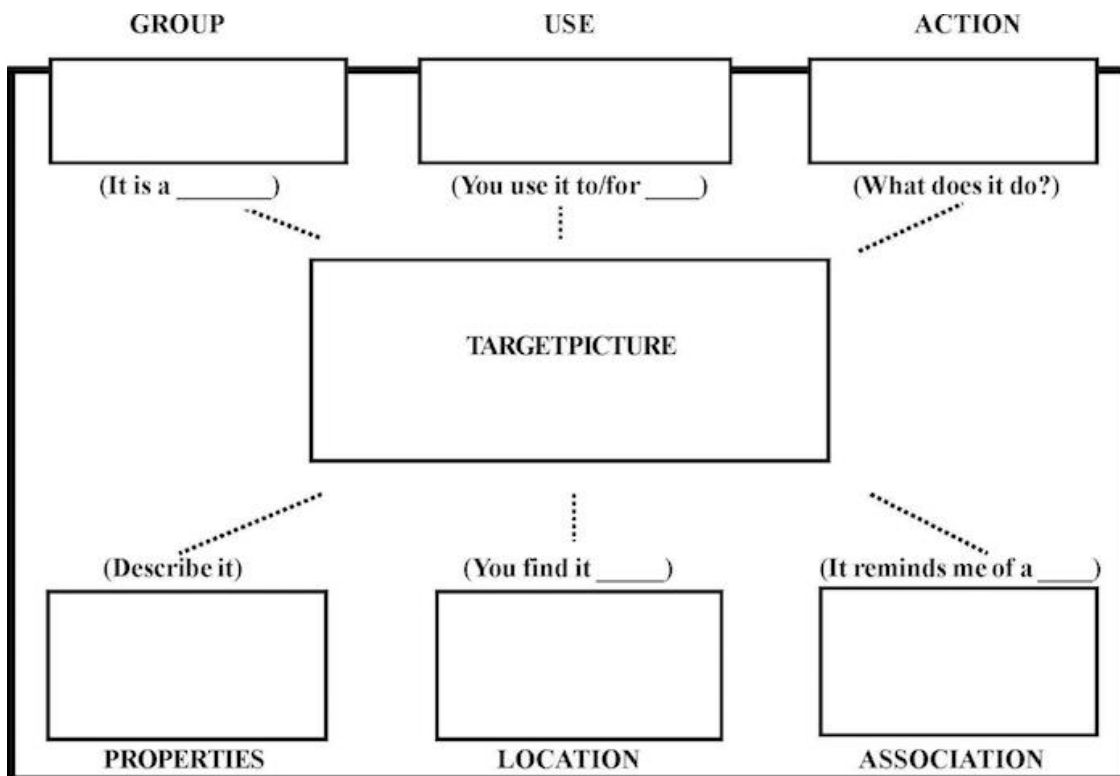 GROUP USE ACTION
(It is a _______) (You use it to/for ____) (What does it do?)
TARGETPICTURE
(Describe it) (You find it _____) (It reminds me of a ____)
PROPERTIES LOCATION ASSOCIATION